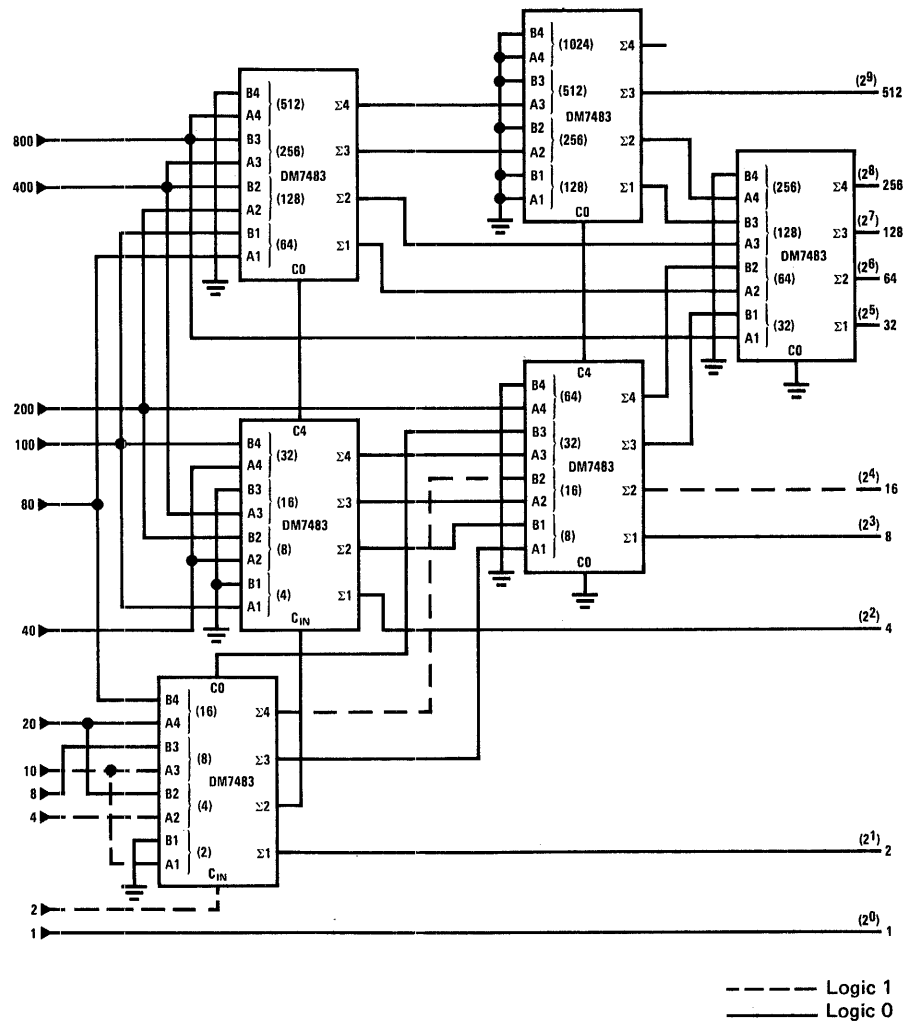 B4
A4
B3
A3
B2
A2
B1
A1
(1024)
(512)
(256)
(128)
DM7483
Σ4
Σ3
Σ2
Σ1
C0
(2⁹)
512
800
400
B4
A4
B3
A3
B2
A2
B1
A1
(512)
(256)
(128)
(64)
DM7483
Σ4
Σ3
Σ2
Σ1
C0
B4
A4
B3
A3
B2
A2
B1
A1
(256)
(128)
(64)
(32)
DM7483
Σ4
Σ3
Σ2
Σ1
C0
(2⁸)
256
(2⁷)
128
(2⁶)
64
(2⁵)
32
200
100
80
40
C4
B4
A4
B3
A3
B2
A2
B1
A1
(32)
(16)
(8)
(4)
DM7483
Σ4
Σ3
Σ2
Σ1
CIN
C4
B4
A4
B3
A3
B2
A2
B1
A1
(64)
(32)
(16)
(8)
DM7483
Σ4
Σ3
Σ2
Σ1
C0
(2⁴)
16
(2³)
8
(2²)
4
20
10
8
4
2
1
C0
B4
A4
B3
A3
B2
A2
B1
A1
(16)
(8)
(4)
(2)
DM7483
Σ4
Σ3
Σ2
Σ1
CIN
(2¹)
2
(2⁰)
1
Logic 1
Logic 0